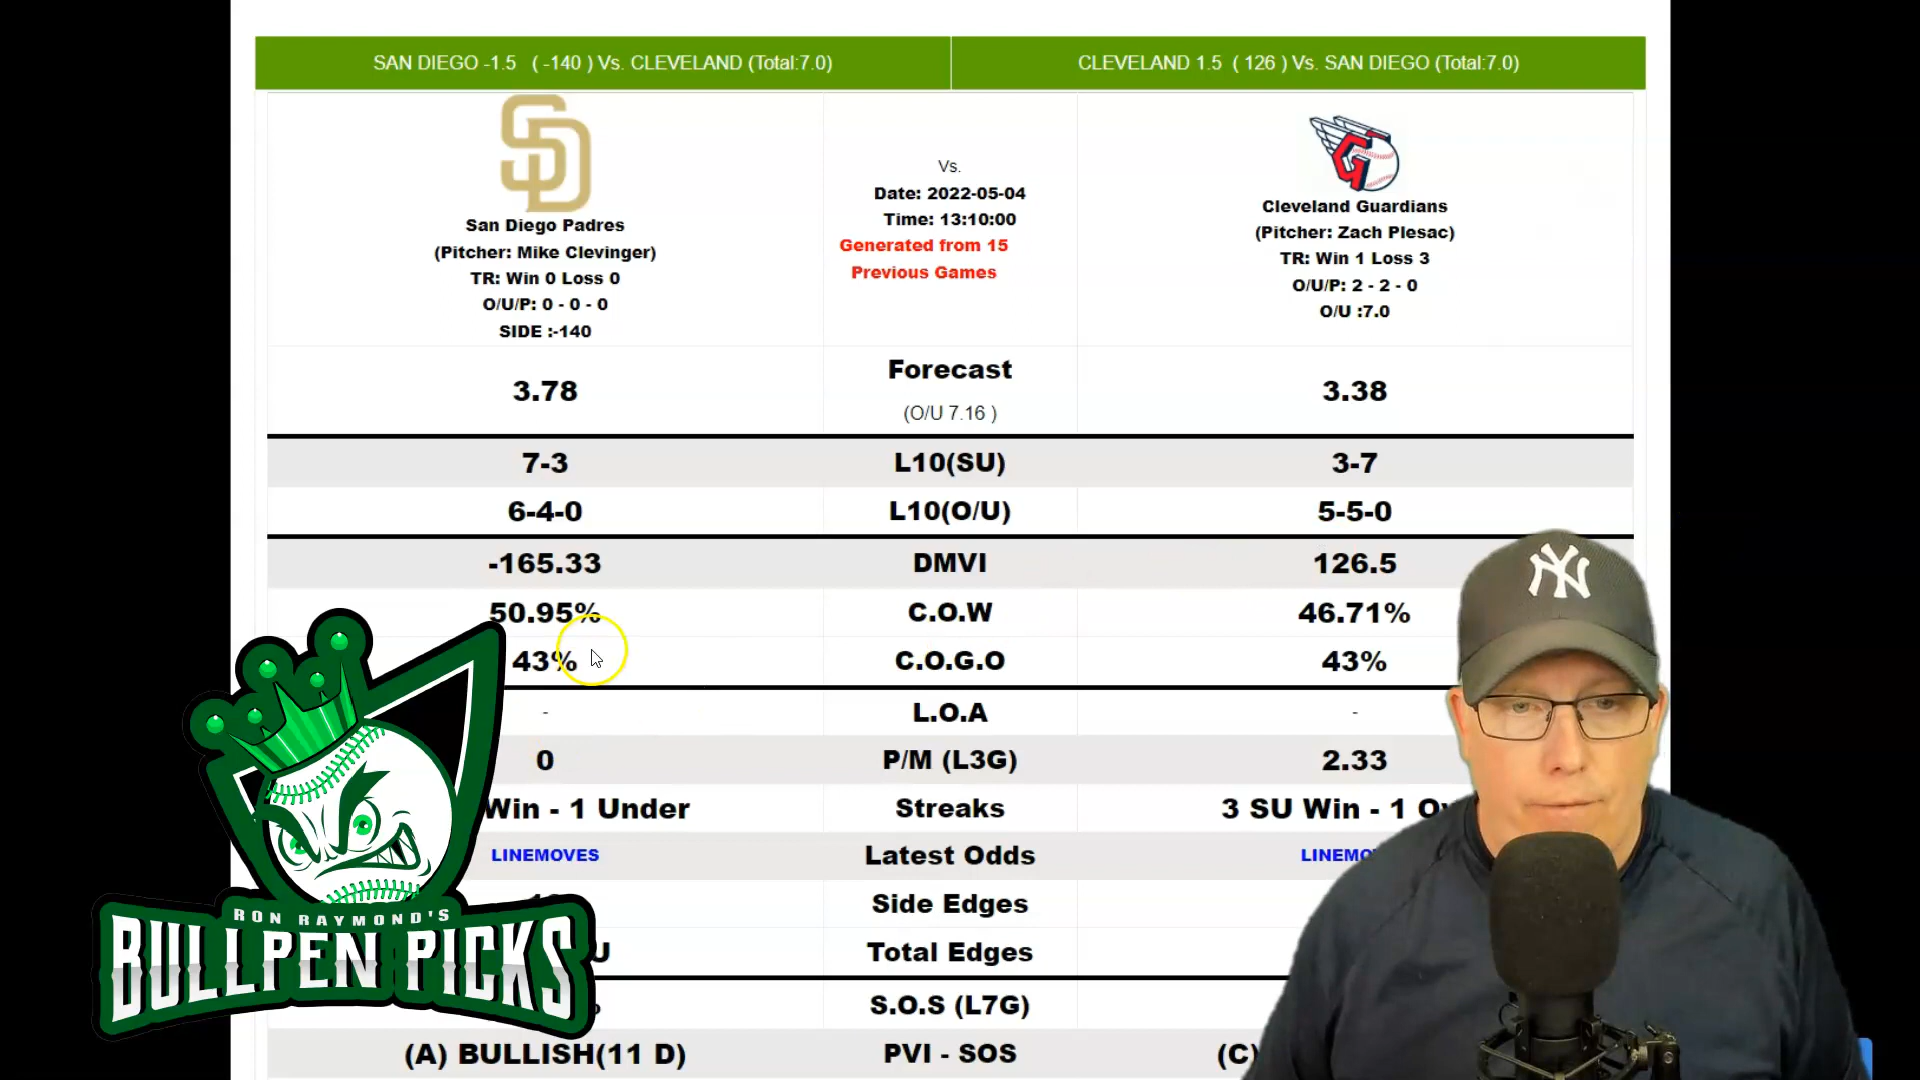 SAN DIEGO -1.5 ( -140 ) Vs. CLEVELAND (Total:7.0)
CLEVELAND 1.5 ( 126 ) Vs. SAN DIEGO (Total:7.0)
SD
San Diego Padres
(Pitcher: Mike Clevinger)
TR: Win 0 Loss 0
O/U/P: 0 - 0 - 0
SIDE :-140
Vs.
Date: 2022-05-04
Time: 13:10:00
Generated from 15
Previous Games
G
Cleveland Guardians
(Pitcher: Zach Plesac)
TR: Win 1 Loss 3
O/U/P: 2 - 2 - 0
O/U :7.0
3.78
Forecast
(O/U 7.16 )
3.38
7-3 L10(SU) 3-7
6-4-0 L10(O/U) 5-5-0
-165.33 DMVI 126.5
50.95% C.O.W 46.71%
43% C.O.G.O 43%
- L.O.A -
0 P/M (L3G) 2.33
Win - 1 Under Streaks 3 SU Win - 1
LINEMOVES Latest Odds
Side Edges
U Total Edges
S.O.S (L7G)
(A) BULLISH(11 D) PVI - SOS (C)
NY
RON RAYMOND'S
BULLPEN PICKS